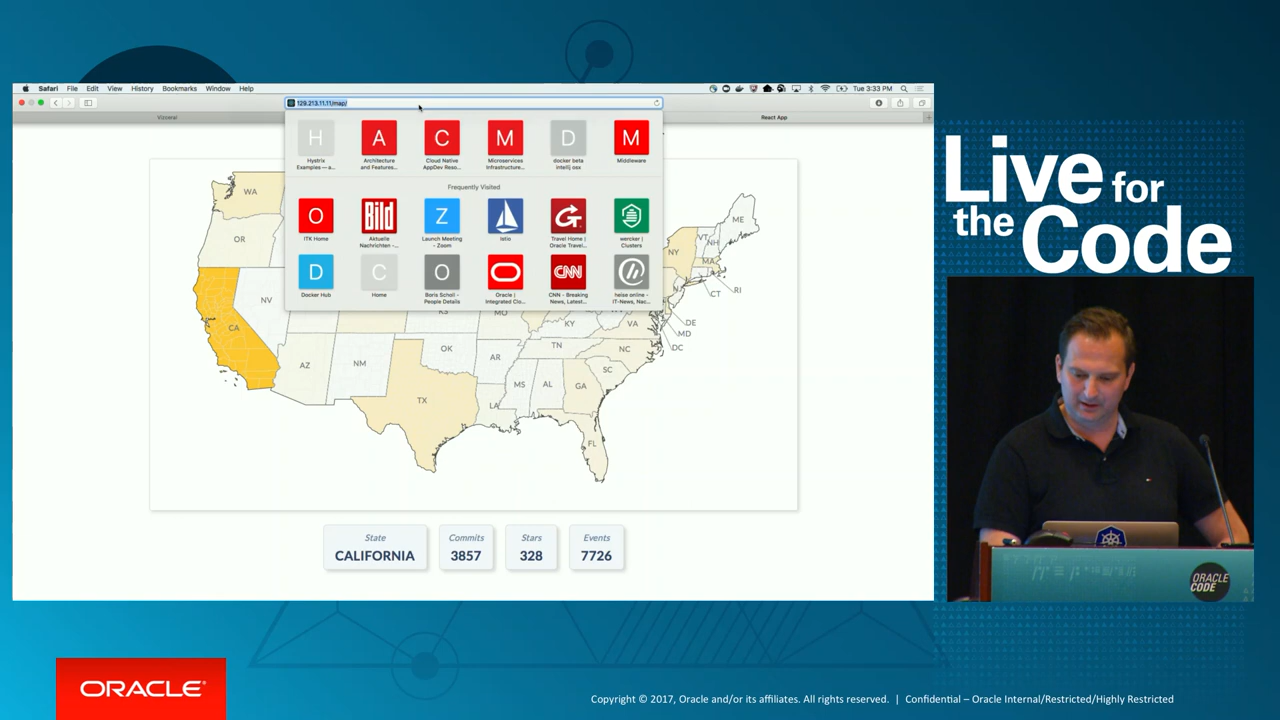 Safari File Edit View History Bookmarks Window Help
Tue 3:33 PM
129.213.11.11/map/
Vizceral
React App
H
A
C
M
D
M
Hystrix
Examples — a...
Architecture
and Features...
Cloud Native
AppDev Reso...
Microservices
Infrastructure...
docker beta
intellij osx
Middleware
Frequently Visited
O
Bild
Z
ITK Home
Aktuelle
Nachrichten -...
Launch Meeting
- Zoom
Istio
Travel Home |
Oracle Travel...
wercker |
Clusters
D
C
O
CNN
Docker Hub
Home
Boris Scholl -
People Details
Oracle |
Integrated Clo...
CNN - Breaking
News, Latest...
heise online -
IT-News, Nac...
WA
OR
NV
CA
AZ
NM
TX
OK
KS
MO
AR
LA
MS
AL
TN
KY
GA
FL
SC
NC
VA
NY
VT
NH
ME
MA
CT
RI
DE
MD
DC
State
CALIFORNIA
Commits
3857
Stars
328
Events
7726
Live for
the Code
ORACLE
CODE
ORACLE®
Copyright © 2017, Oracle and/or its affiliates. All rights reserved. | Confidential – Oracle Internal/Restricted/Highly Restricted